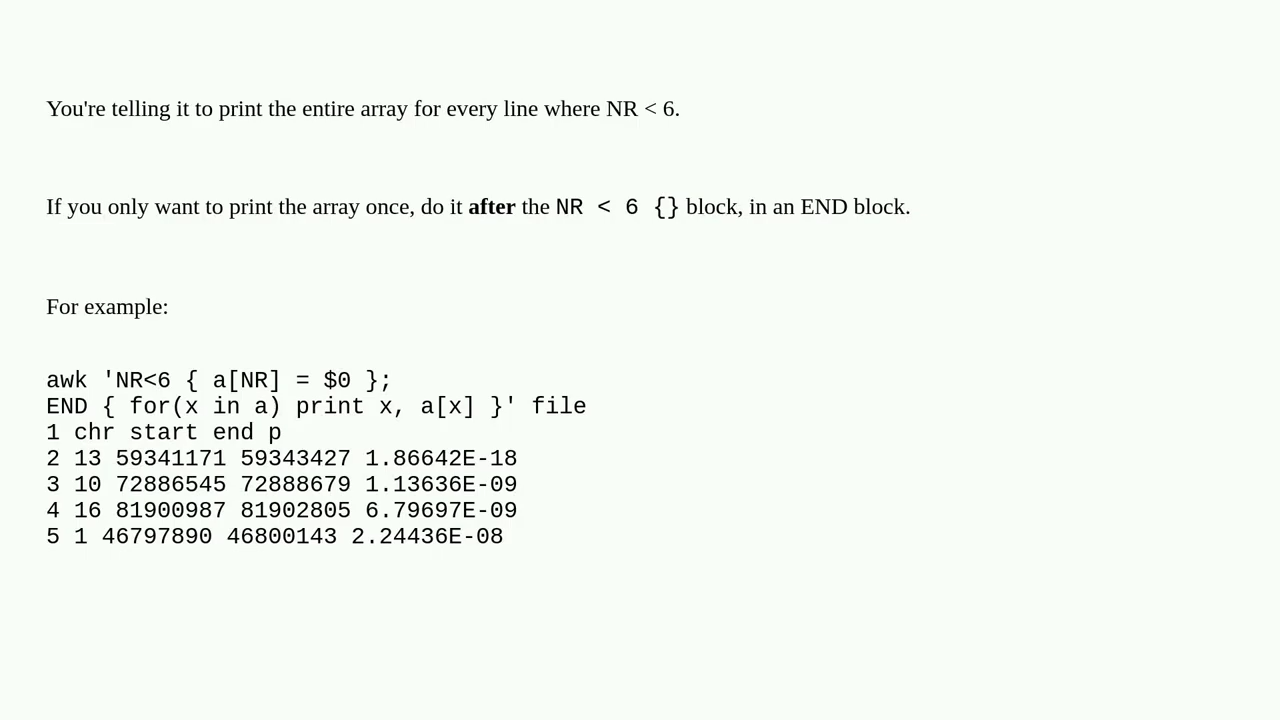 You're telling it to print the entire array for every line where NR < 6.
If you only want to print the array once, do it after the NR < 6 {} block, in an END block.
For example:
awk 'NR<6 { a[NR] = $0 };
END { for(x in a) print x, a[x] }' file
1 chr start end p
2 13 59341171 59343427 1.86642E-18
3 10 72886545 72888679 1.13636E-09
4 16 81900987 81902805 6.79697E-09
5 1 46797890 46800143 2.24436E-08